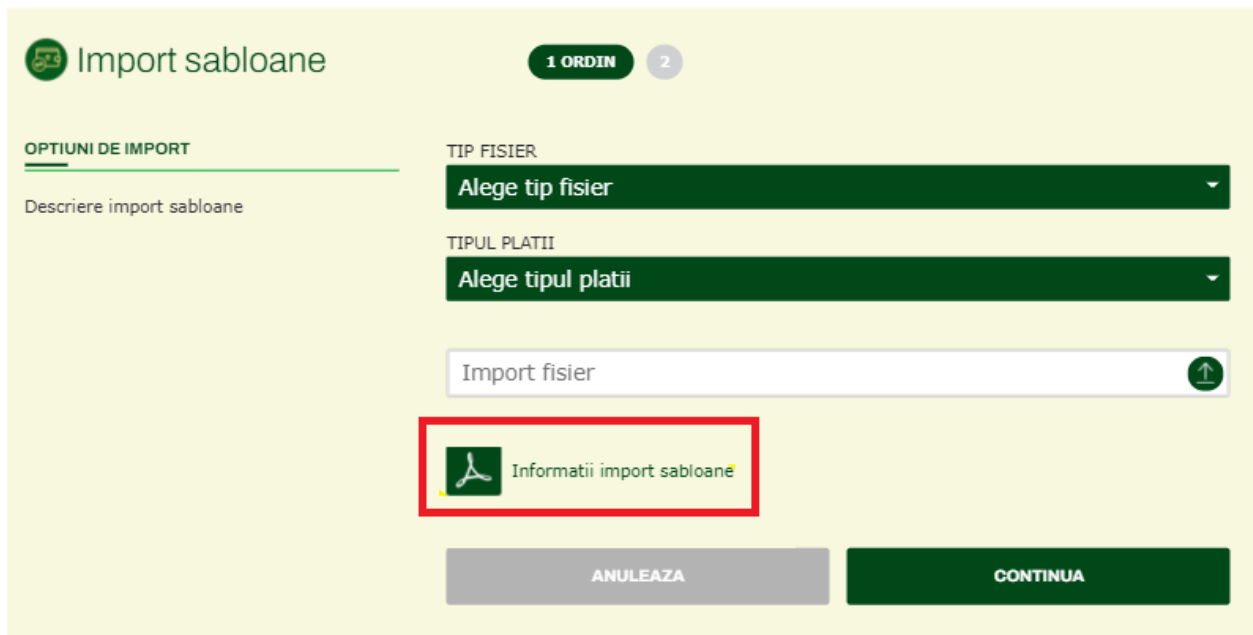 Import sabloane
1 ORDIN
2
OPTIUNI DE IMPORT
Descriere import sabloane
TIP FISIER
Alege tip fisier
TIPUL PLATII
Alege tipul platii
Import fisier
Informatii import sabloane
ANULEAZA
CONTINUA